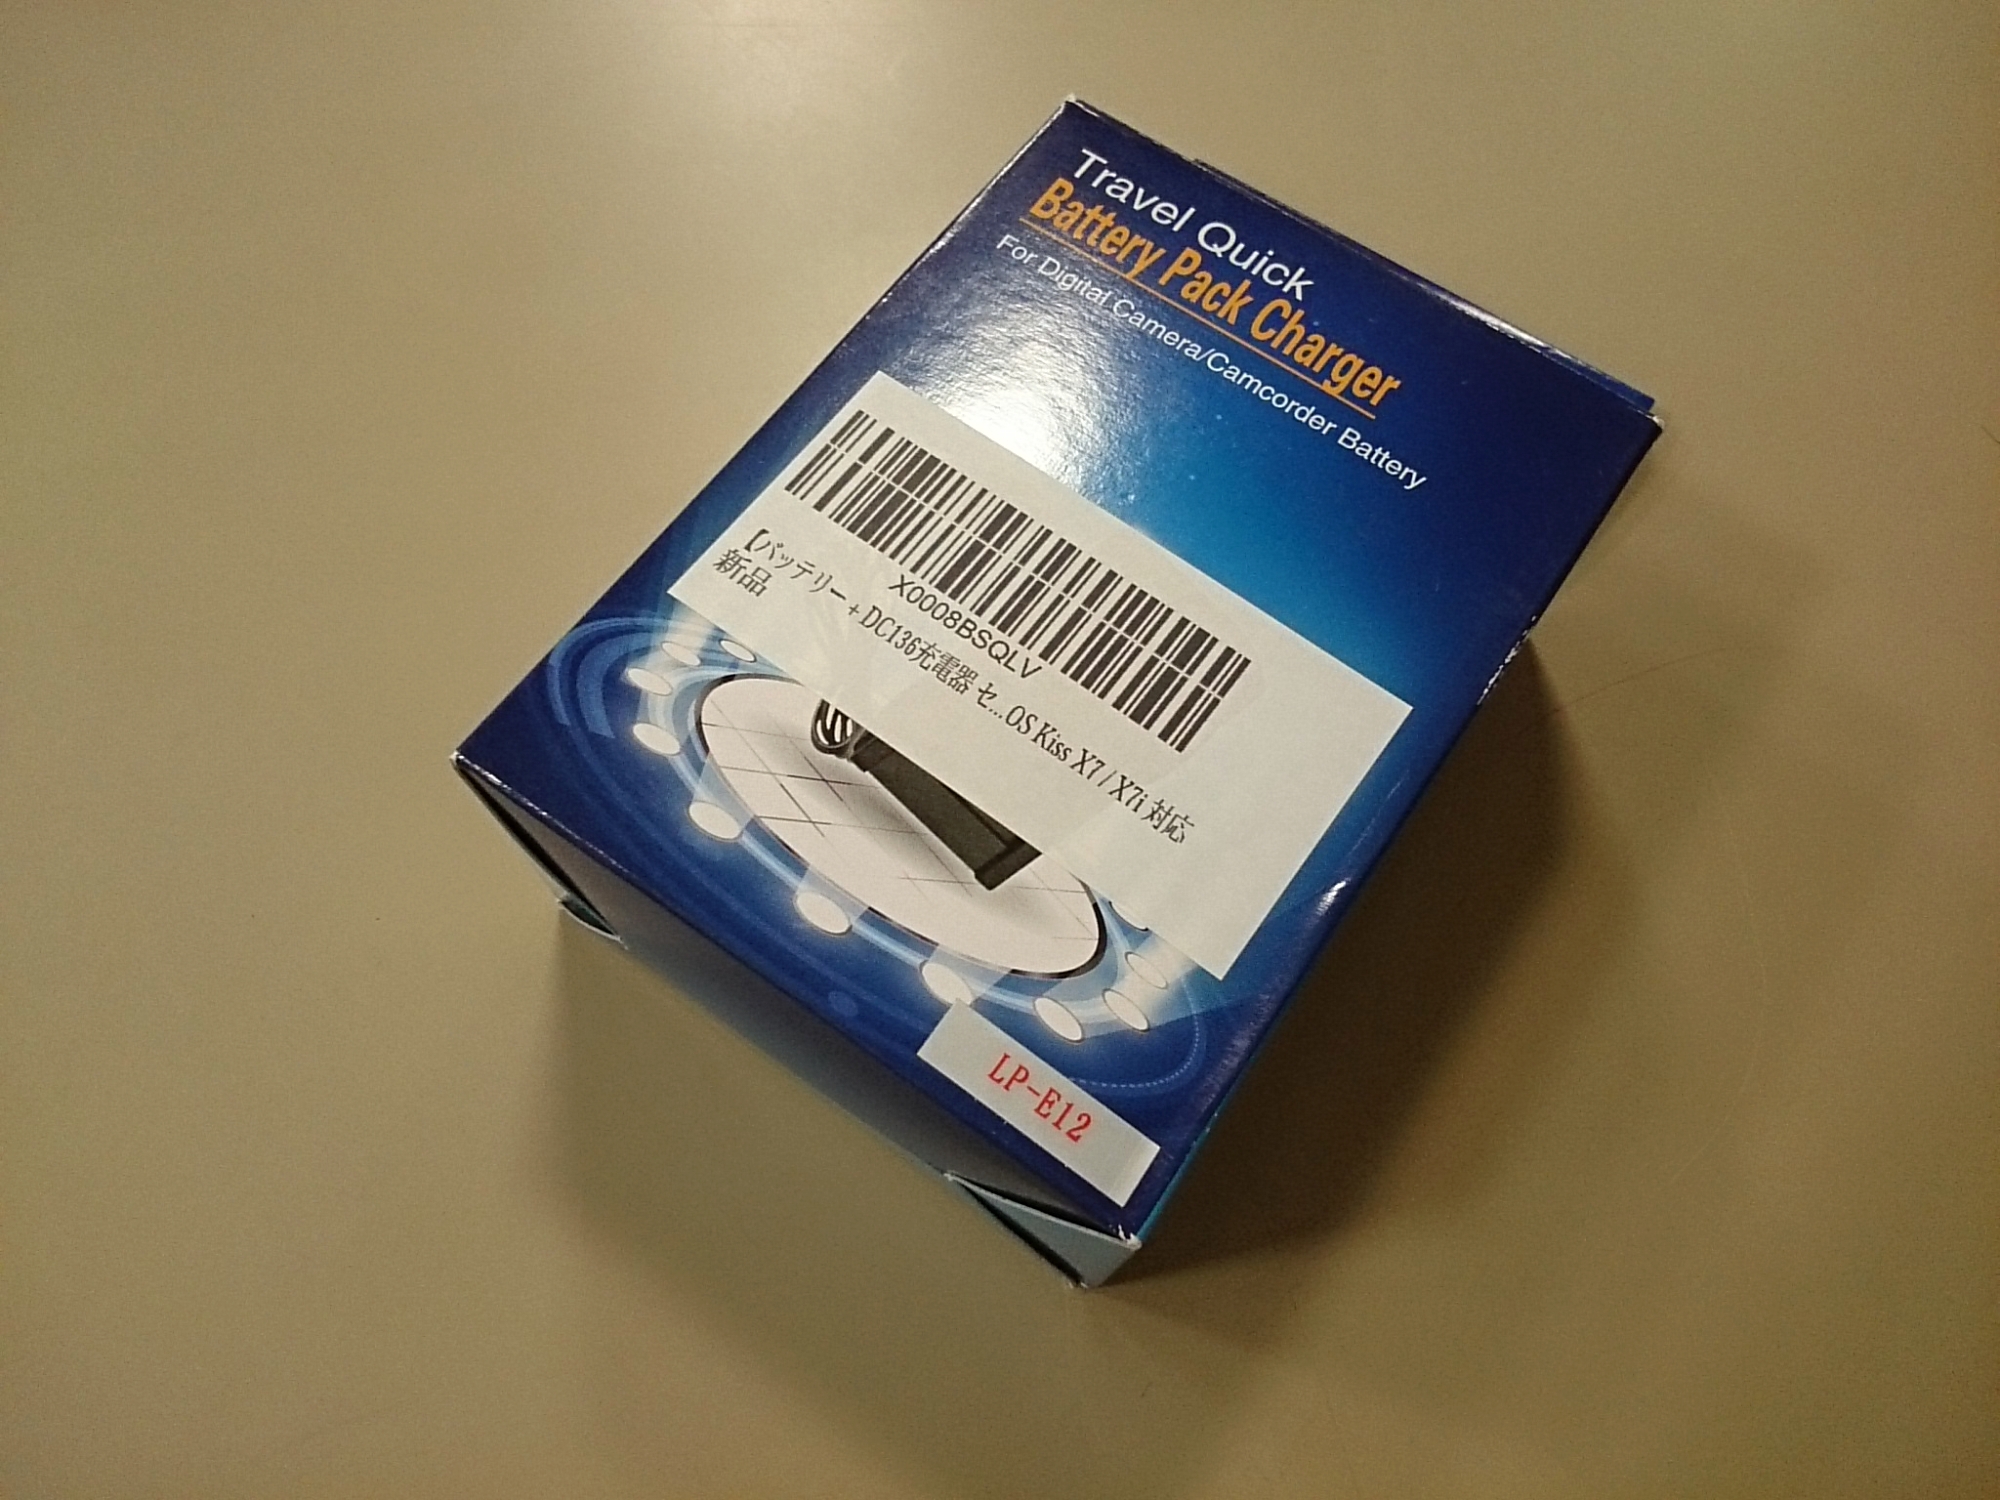 Travel Quick
Battery Pack Charger
For Digital Camera/Camcorder Battery
X0008BSQLV
【バッテリー + DC136充電器 セ...OS Kiss X7 / X7i 対応
新品
LP-E12